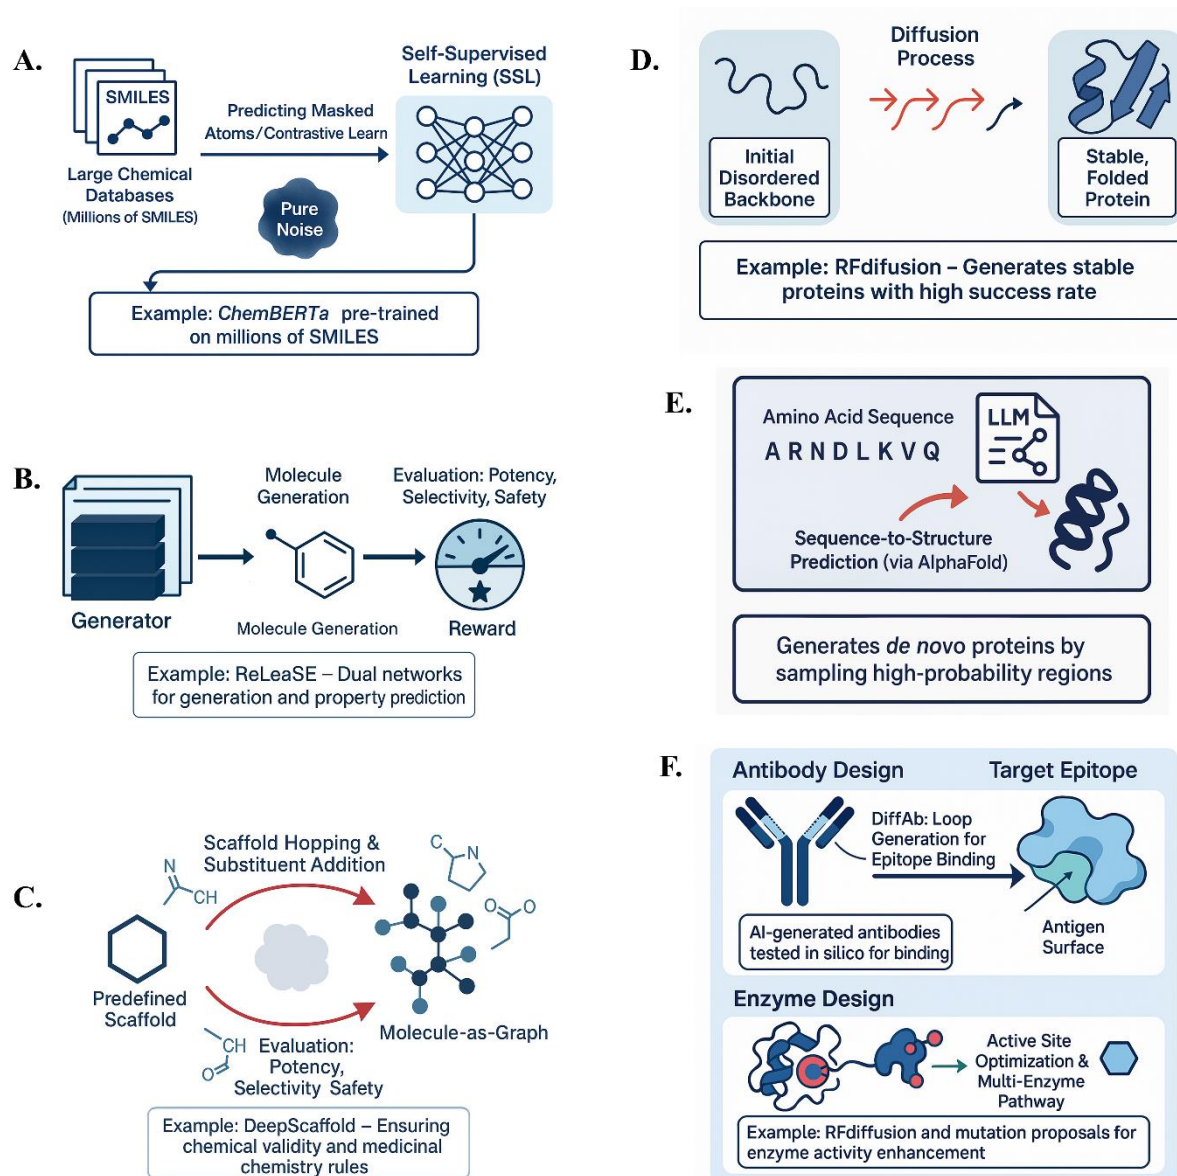 A.
SMILES
Large Chemical
Databases
(Millions of SMILES)
Predicting Masked
Atoms/Contrastive Learn
Pure
Noise
Self-Supervised
Learning (SSL)
Example: ChemBERTa pre-trained
on millions of SMILES
B.
Generator
Molecule
Generation
Molecule Generation
Evaluation: Potency,
Selectivity, Safety
Reward
Example: ReLeaSE – Dual networks
for generation and property prediction
C.
Scaffold Hopping &
Substituent Addition
N
CH
C
N
O
O
Predefined
Scaffold
CH
O
Evaluation:
Potency,
Selectivity Safety
Molecule-as-Graph
Example: DeepScaffold – Ensuring
chemical validity and medicinal
chemistry rules
D.
Diffusion
Process
Initial
Disordered
Backbone
Stable,
Folded
Protein
Example: RFdifusion – Generates stable
proteins with high success rate
E.
Amino Acid Sequence
A R N D L K V Q
LLM
Sequence-to-Structure
Prediction (via AlphaFold)
Generates de novo proteins by
sampling high-probability regions
F.
Antibody Design
Target Epitope
DiffAb: Loop
Generation for
Epitope Binding
AI-generated antibodies
tested in silico for binding
Antigen
Surface
Enzyme Design
Active Site
Optimization &
Multi-Enzyme
Pathway
Example: RFdiffusion and mutation proposals for
enzyme activity enhancement